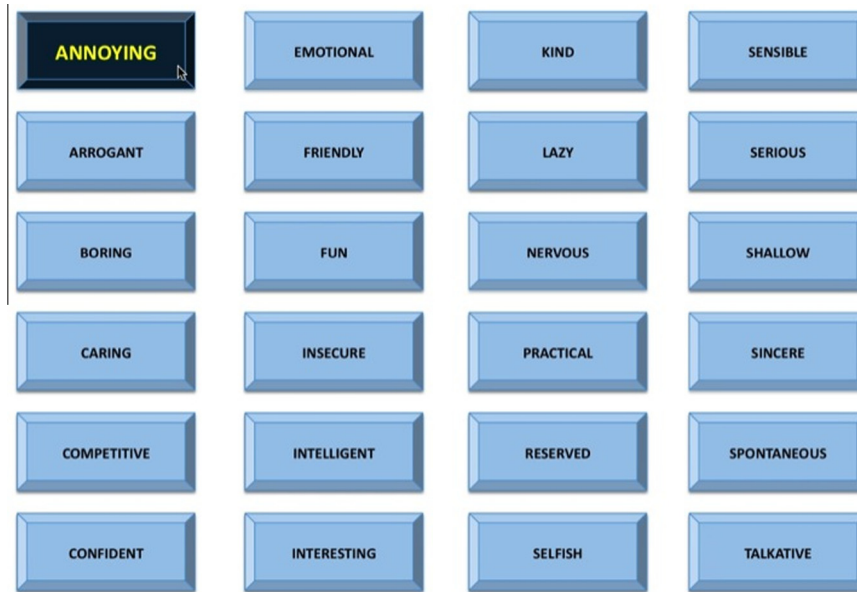 ANNOYING
EMOTIONAL
KIND
SENSIBLE
ARROGANT
FRIENDLY
LAZY
SERIOUS
BORING
FUN
NERVOUS
SHALLOW
CARING
INSECURE
PRACTICAL
SINCERE
COMPETITIVE
INTELLIGENT
RESERVED
SPONTANEOUS
CONFIDENT
INTERESTING
SELFISH
TALKATIVE